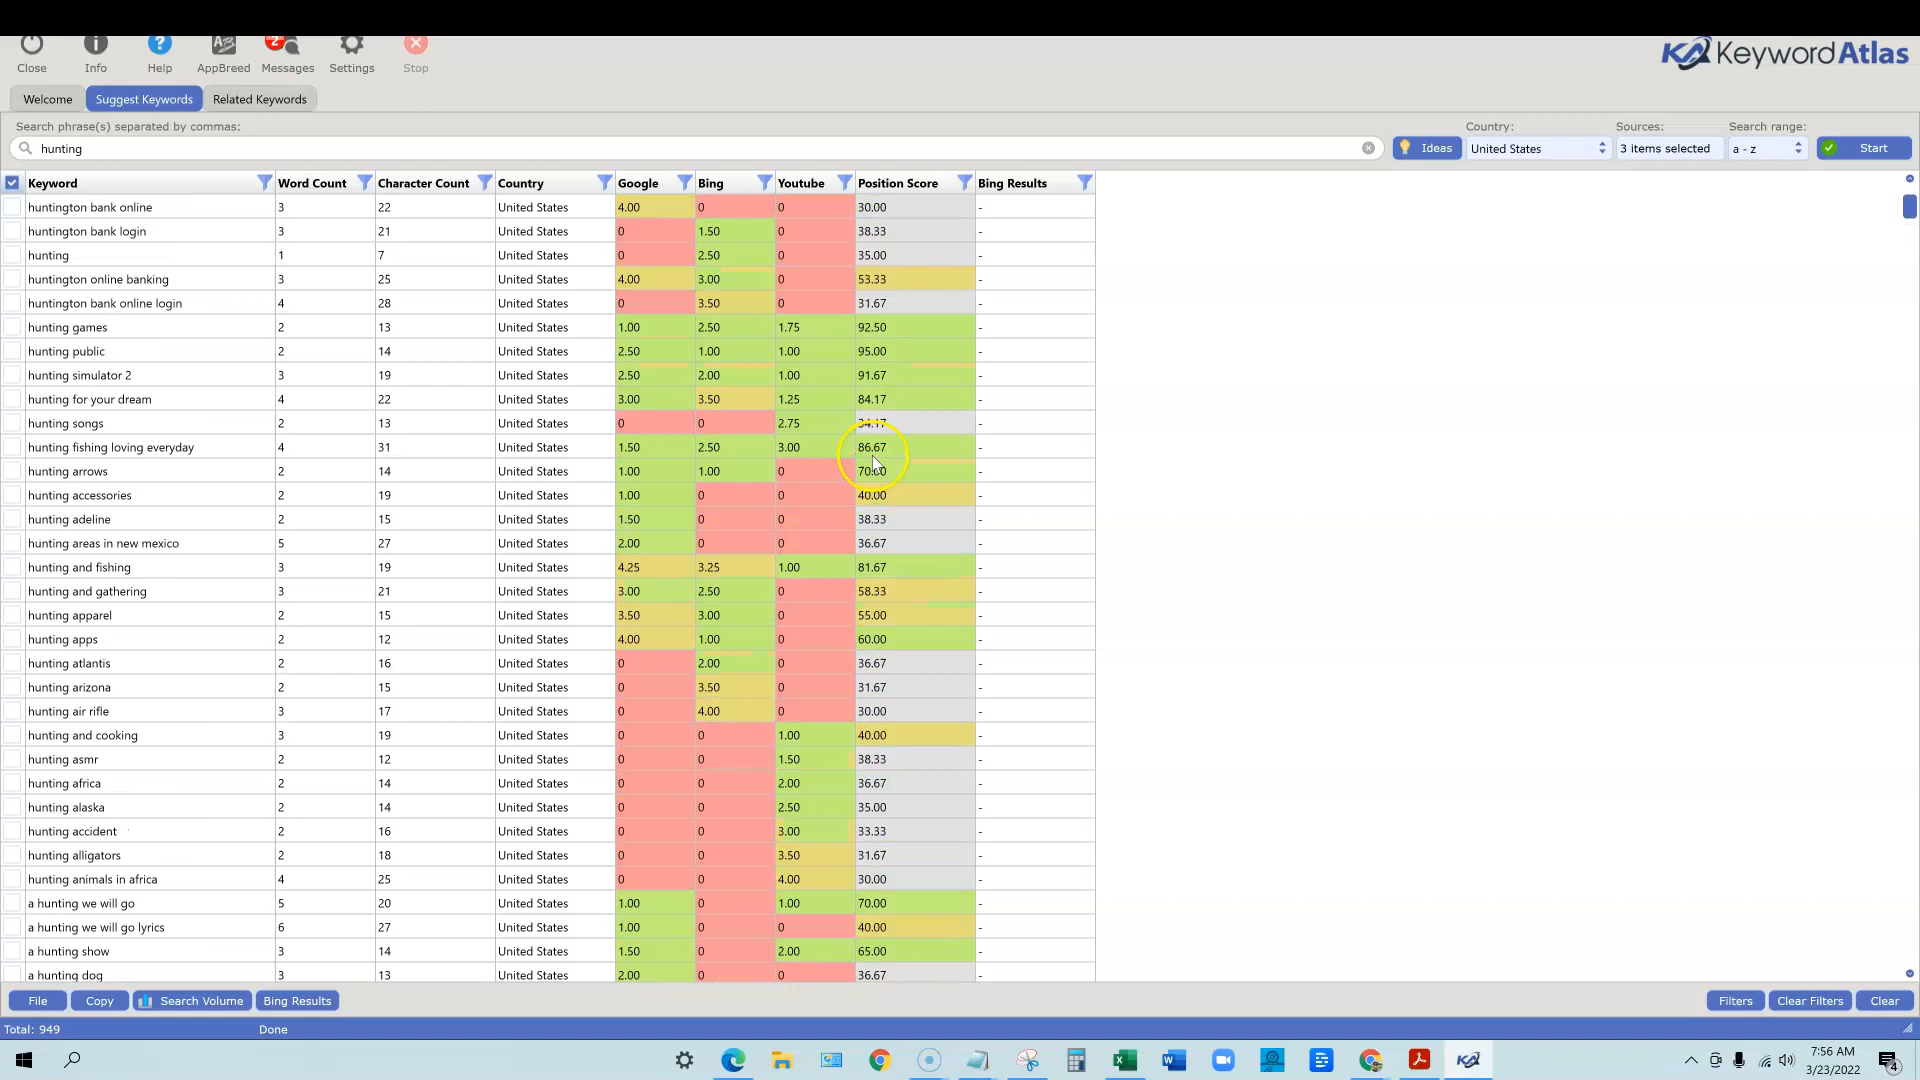 2
Close Info Help AppBreed Messages Settings Stop
KA KeywordAtlas
Welcome Suggest Keywords Related Keywords
Search phrase(s) separated by commas: Country: Sources: Search range:
hunting Ideas United States 3 items selected a - z Start
Keyword Word Count Character Count Country Google Bing Youtube Position Score Bing Results
huntington bank online 3 22 United States 4.00 0 0 30.00 -
huntington bank login 3 21 United States 0 1.50 0 38.33 -
hunting 1 7 United States 0 2.50 0 35.00 -
huntington online banking 3 25 United States 4.00 3.00 0 53.33 -
huntington bank online login 4 28 United States 0 3.50 0 31.67 -
hunting games 2 13 United States 1.00 2.50 1.75 92.50 -
hunting public 2 14 United States 2.50 1.00 1.00 95.00 -
hunting simulator 2 3 19 United States 2.50 2.00 1.00 91.67 -
hunting for your dream 4 22 United States 3.00 3.50 1.25 84.17 -
hunting songs 2 13 United States 0 0 2.75 34.17 -
hunting fishing loving everyday 4 31 United States 1.50 2.50 3.00 86.67 -
hunting arrows 2 14 United States 1.00 1.00 0 70.00 -
hunting accessories 2 19 United States 1.00 0 0 40.00 -
hunting adeline 2 15 United States 1.50 0 0 38.33 -
hunting areas in new mexico 5 27 United States 2.00 0 0 36.67 -
hunting and fishing 3 19 United States 4.25 3.25 1.00 81.67 -
hunting and gathering 3 21 United States 3.00 2.50 0 58.33 -
hunting apparel 2 15 United States 3.50 3.00 0 55.00 -
hunting apps 2 12 United States 4.00 1.00 0 60.00 -
hunting atlantis 2 16 United States 0 2.00 0 36.67 -
hunting arizona 2 15 United States 0 3.50 0 31.67 -
hunting air rifle 3 17 United States 0 4.00 0 30.00 -
hunting and cooking 3 19 United States 0 0 1.00 40.00 -
hunting asmr 2 12 United States 0 0 1.50 38.33 -
hunting africa 2 14 United States 0 0 2.00 36.67 -
hunting alaska 2 14 United States 0 0 2.50 35.00 -
hunting accident 2 16 United States 0 0 3.00 33.33 -
hunting alligators 2 18 United States 0 0 3.50 31.67 -
hunting animals in africa 4 25 United States 0 0 4.00 30.00 -
a hunting we will go 5 20 United States 1.00 0 1.00 70.00 -
a hunting we will go lyrics 6 27 United States 1.00 0 0 40.00 -
a hunting show 3 14 United States 1.50 0 2.00 65.00 -
a hunting dog 3 13 United States 2.00 0 0 36.67 -
File Copy Search Volume Bing Results Filters Clear Filters Clear
Total: 949 Done
7:56 AM
3/23/2022
4